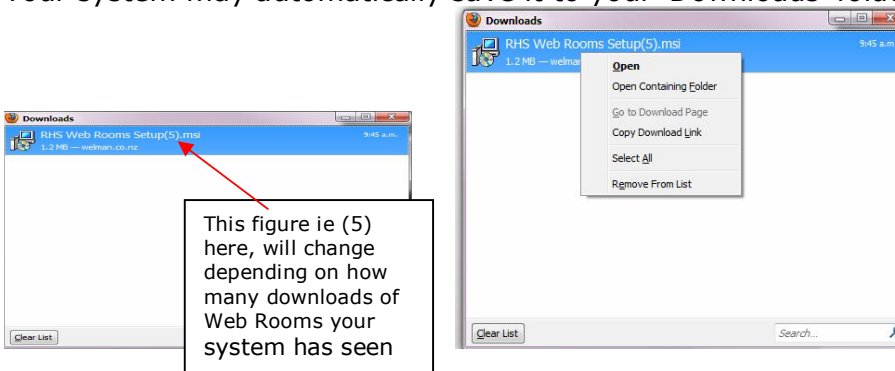 Your System may automatically save it to your 'Downloads' folde
Downloads
RHS Web Rooms Setup(5).msi
9:45 a.m.
1.2 MB — welman.co.nz
This figure ie (5)
here, will change
depending on how
many downloads of
Web Rooms your
system has seen
Clear List
Downloads
RHS Web Rooms Setup(5).msi
9:45 a.m
1.2 MB — welman
Open
Open Containing Folder
Go to Download Page
Copy Download Link
Select All
Remove From List
Clear List
Search...